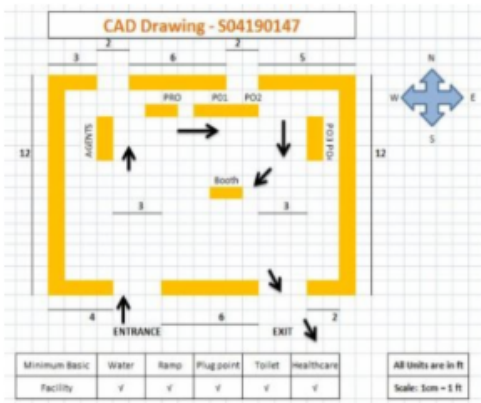 CAD Drawing - S04190147
2 2
3 6 5
N
W E
S
PRO PO1 PO2
AGENTS
12
12
Booth
3 3
4 6 2
ENTRANCE EXIT
Minimum Basic Water Ramp Plug point Toilet Healthcare
Facility √ √ √ √ √
All Units are in ft
Scale: 1cm = 1 ft